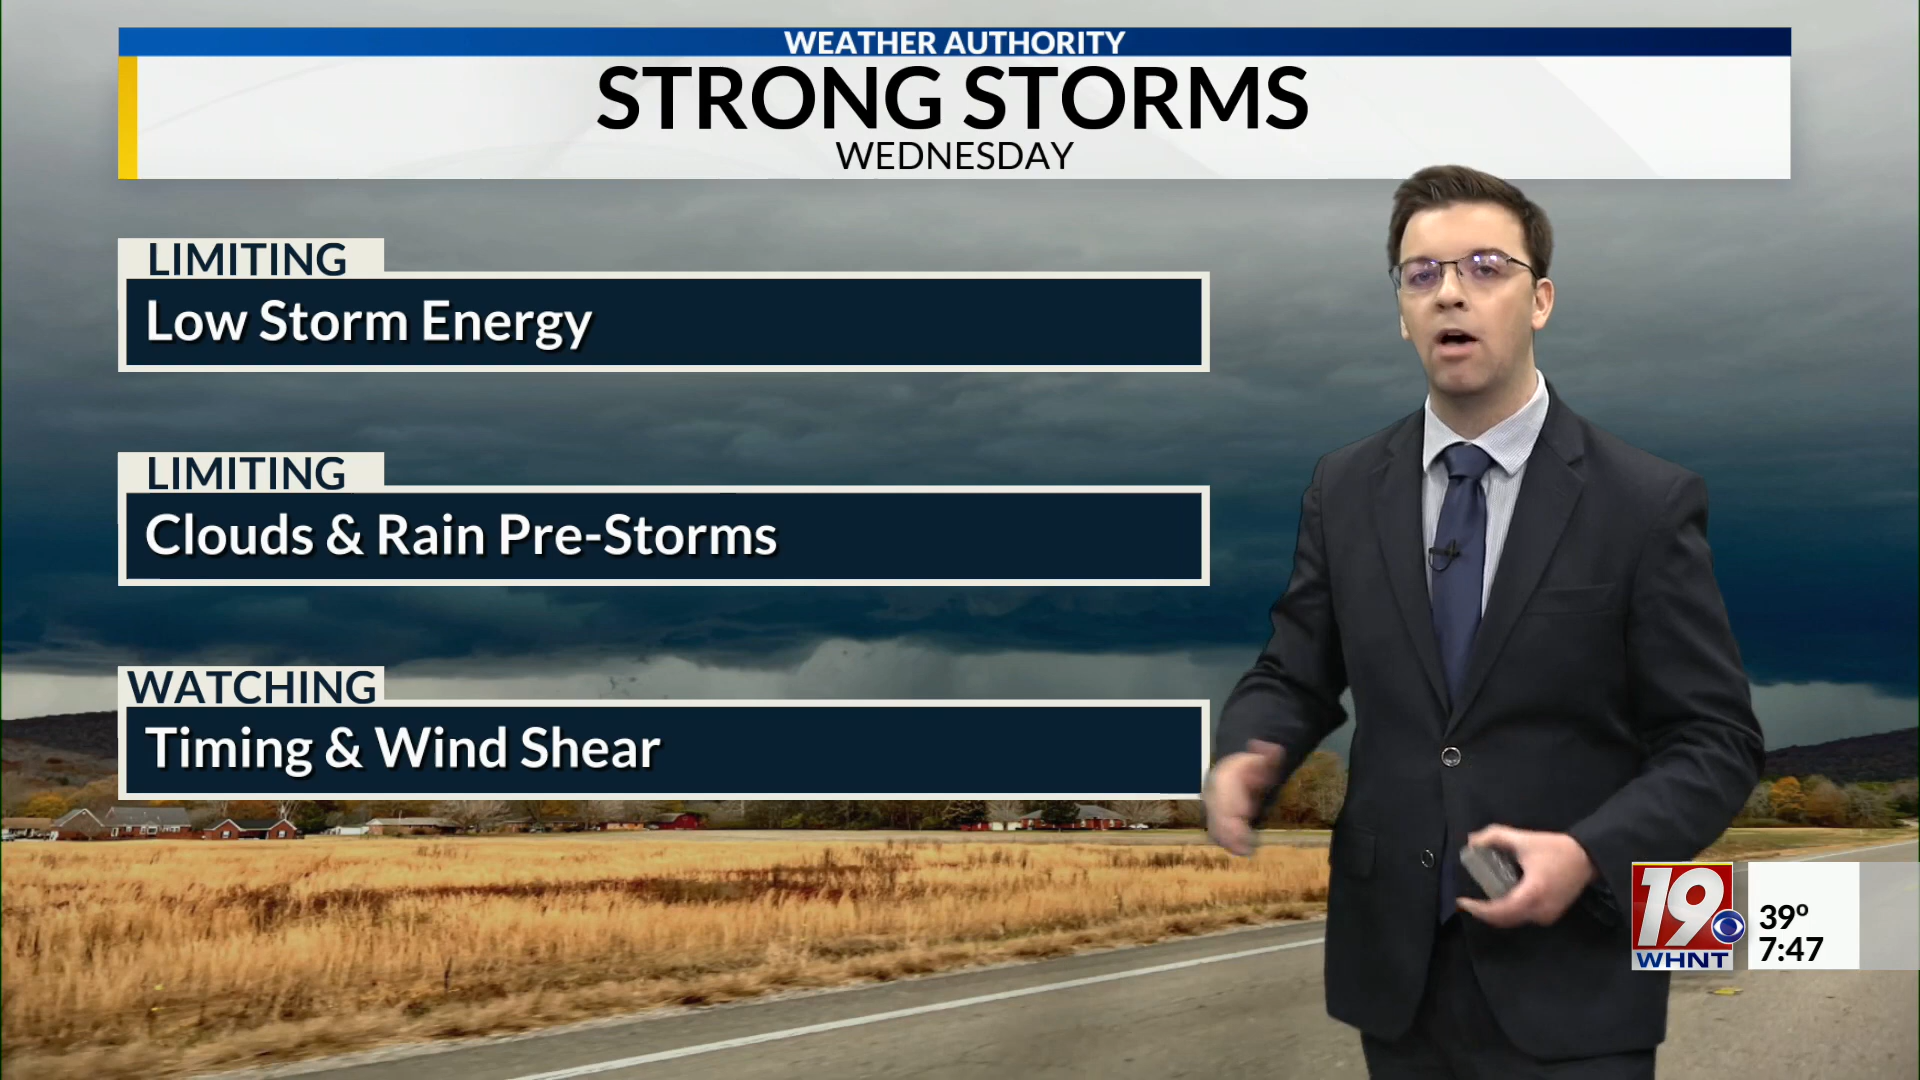 WEATHER AUTHORITY
STRONG STORMS
WEDNESDAY
LIMITING
Low Storm Energy
LIMITING
Clouds & Rain Pre-Storms
WATCHING
Timing & Wind Shear
19
WHNT
39º
7:47